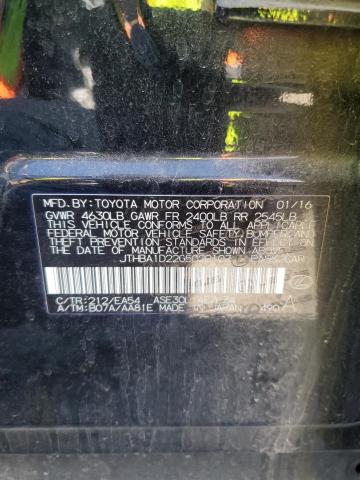 MFD.BY:TOYOTA MOTOR CORPORATION 01/16
GVWR 4630LB GAWR FR 2400LB RR 2545LB
THIS VEHICLE CONFORMS TO ALL APPLICABLE
FEDERAL MOTOR VEHICLE SAFETY, BUMPER, AND
THEFT PREVENTION STANDARDS IN EFFECT ON
THE DATE OF MANUFACTURE SHOWN ABOVE.
PASS. CAR
C/TR:212/EA54
A/TM:B07A/AA81E MADE IN JAPAN